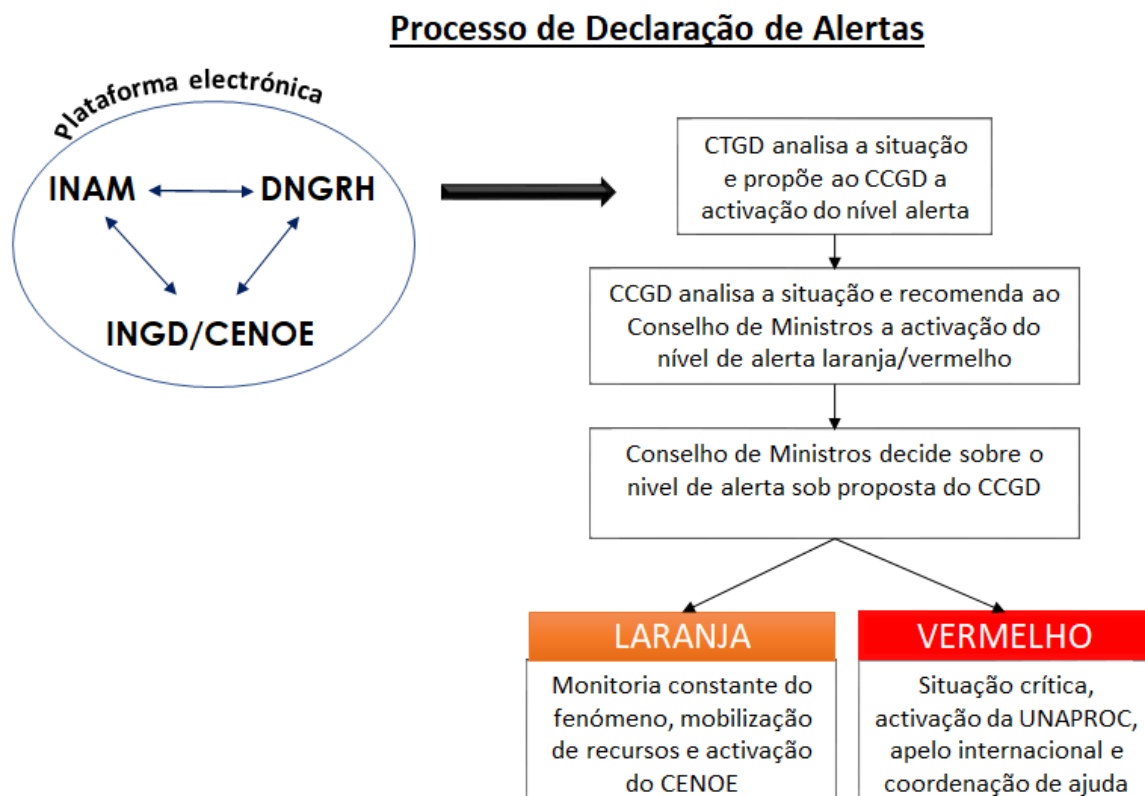 Processo de Declaração de Alertas
Plataforma electrónica
INAM
DNGRH
INGD/CENOE
CTGD analisa a situação
e propõe ao CCGD a
activação do nível alerta
CCGD analisa a situação e recomenda ao
Conselho de Ministros a activação do
nível de alerta laranja/vermelho
Conselho de Ministros decide sobre o
nivel de alerta sob proposta do CCGD
LARANJA
Monitoria constante do
fenómeno, mobilização
de recursos e activação
do CENOE
VERMELHO
Situação crítica,
activação da UNAPROC,
apelo internacional e
coordenação de ajuda